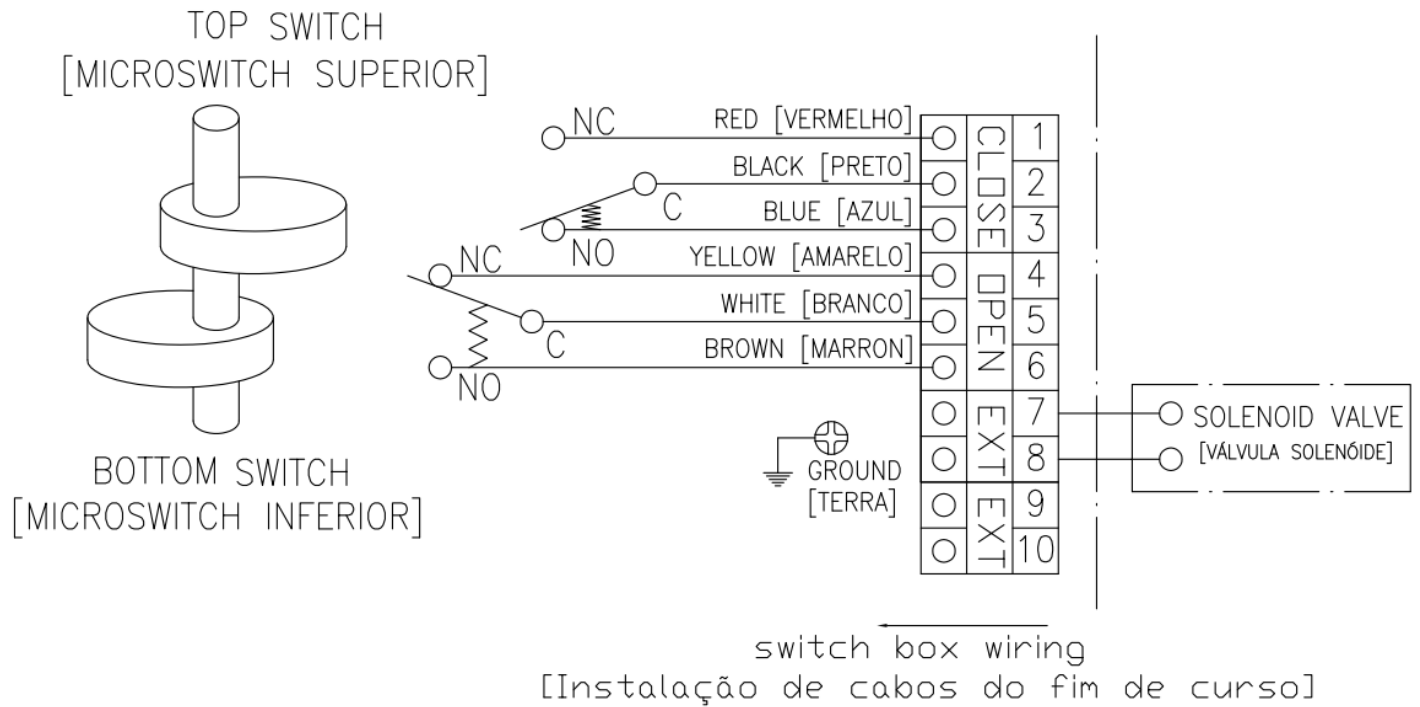 TOP SWITCH
[MICROSWITCH SUPERIOR]
NC
RED [VERMELHO]
BLACK [PRETO]
C
BLUE [AZUL]
NO
NC
YELLOW [AMARELO]
WHITE [BRANCO]
C
BROWN [MARRON]
NO
CLOSE
OPEN
EXT
EXT
1
2
3
4
5
6
7
8
9
10
SOLENOID VALVE
[VÁLVULA SOLENÓIDE]
GROUND
[TERRA]
BOTTOM SWITCH
[MICROSWITCH INFERIOR]
switch box wiring
[Instalação de cabos do fim de curso]